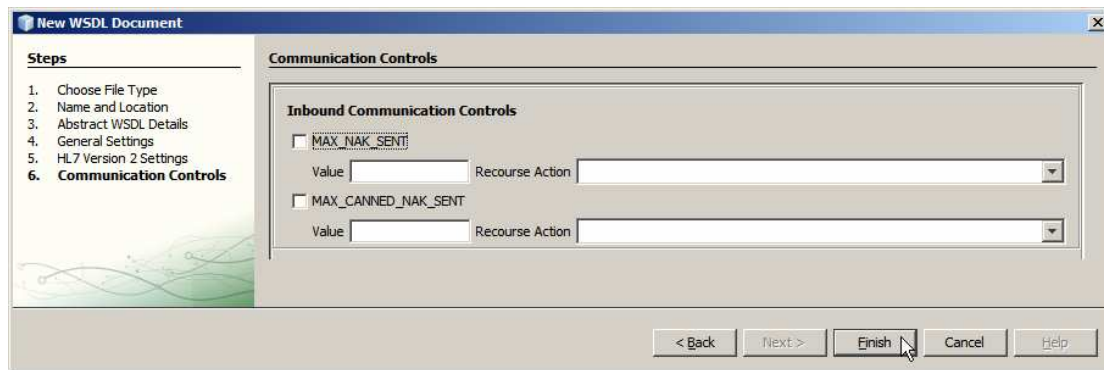 New WSDL Document
Steps
1. Choose File Type
2. Name and Location
3. Abstract WSDL Details
4. General Settings
5. HL7 Version 2 Settings
6. Communication Controls
Communication Controls
Inbound Communication Controls
MAX_NAK_SENT
Value Recourse Action
MAX_CANNED_NAK_SENT
Value Recourse Action
< Back Next > Finish Cancel Help